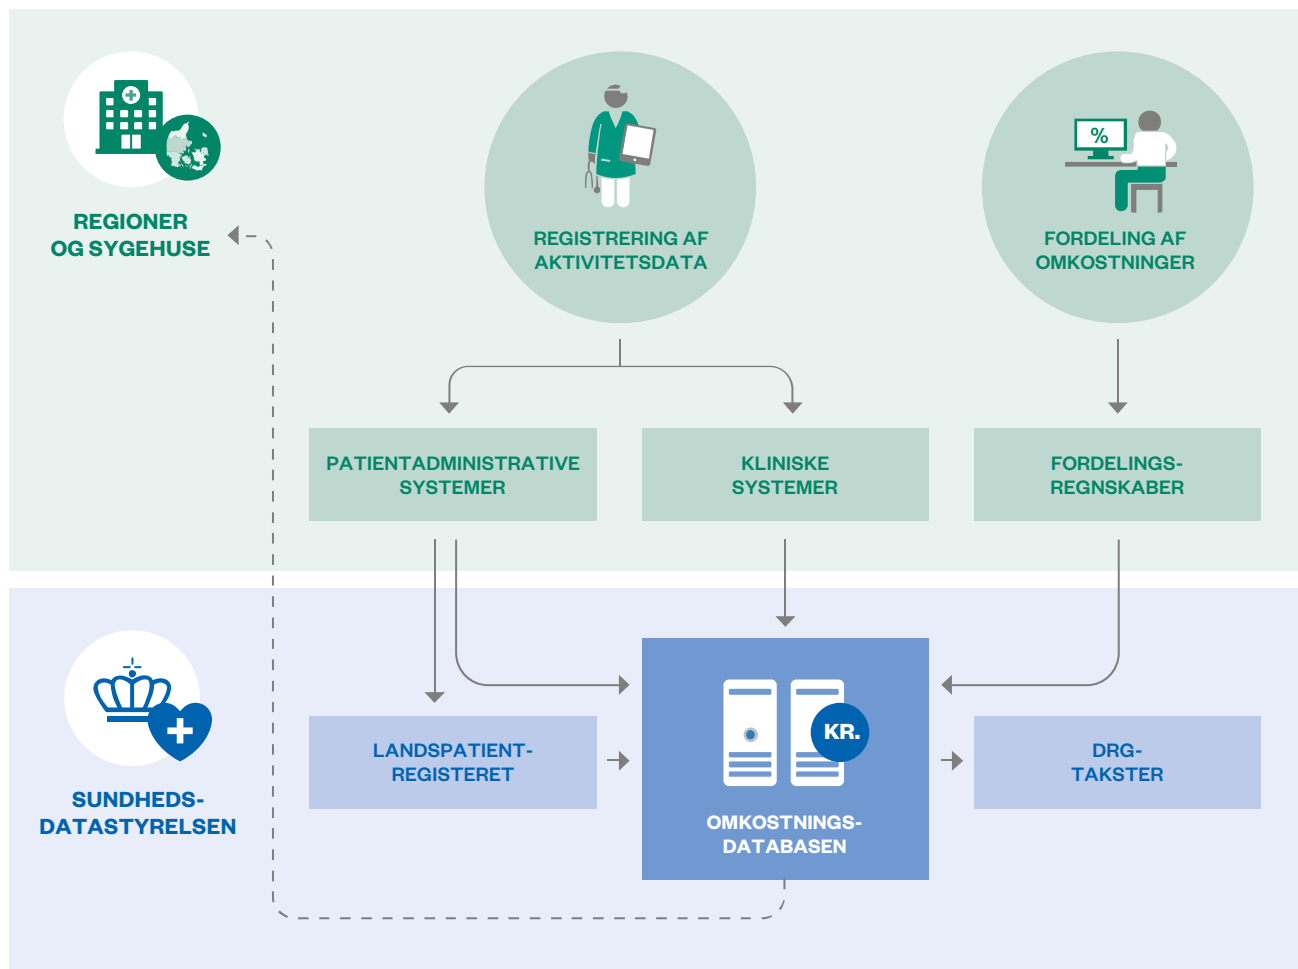 REGIONER
OG SYGEHUSE
REGISTRERING AF
AKTIVITETSDATA
%
FORDELING AF
OMKOSTNINGER
PATIENTADMINISTRATIVE
SYSTEMER
KLINISKE
SYSTEMER
FORDELINGS-
REGNSKABER
SUNDHEDS-
DATASTYRELSEN
LANDSPATIENT-
REGISTERET
KR.
OMKOSTNINGS-
DATABASEN
DRG-
TAKSTER